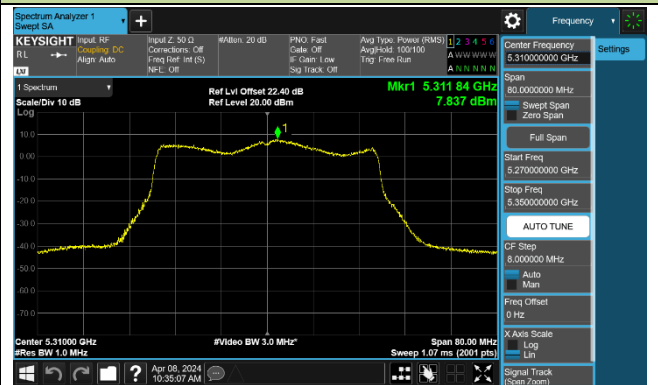 Spectrum Analyzer 1
Swept SA
+
Frequency
KEYSIGHT
RL
LXI
Input: RF
Coupling: DC
Align: Auto
Input Z: 50 Ω
Corrections: Off
Freq Ref: Int (S)
NFE: Off
#Atten: 20 dB
PNO: Fast
Gate: Off
IF Gain: Low
Sig Track: Off
Avg Type: Power (RMS)
Avg|Hold: 100/100
Trig: Free Run
1 2 3 4 5 6
A W W W W W
A N N N N N
1 Spectrum
Scale/Div 10 dB
Log
Ref Lvl Offset 22.40 dB
Ref Level 20.00 dBm
Mkr1 5.311 84 GHz
7.837 dBm
1
10.0
0.00
-10.0
-20.0
-30.0
-40.0
-50.0
-60.0
-70.0
Center 5.31000 GHz
#Res BW 1.0 MHz
#Video BW 3.0 MHz*
Span 80.00 MHz
Sweep 1.07 ms (2001 pts)
Apr 08, 2024
10:35:07 AM
?
Center Frequency
5.310000000 GHz
Settings
Span
80.0000000 MHz
Swept Span
Zero Span
Full Span
Start Freq
5.270000000 GHz
Stop Freq
5.350000000 GHz
AUTO TUNE
CF Step
8.000000 MHz
Auto
Man
Freq Offset
0 Hz
X Axis Scale
Log
Lin
Signal Track
(Span Zoom)